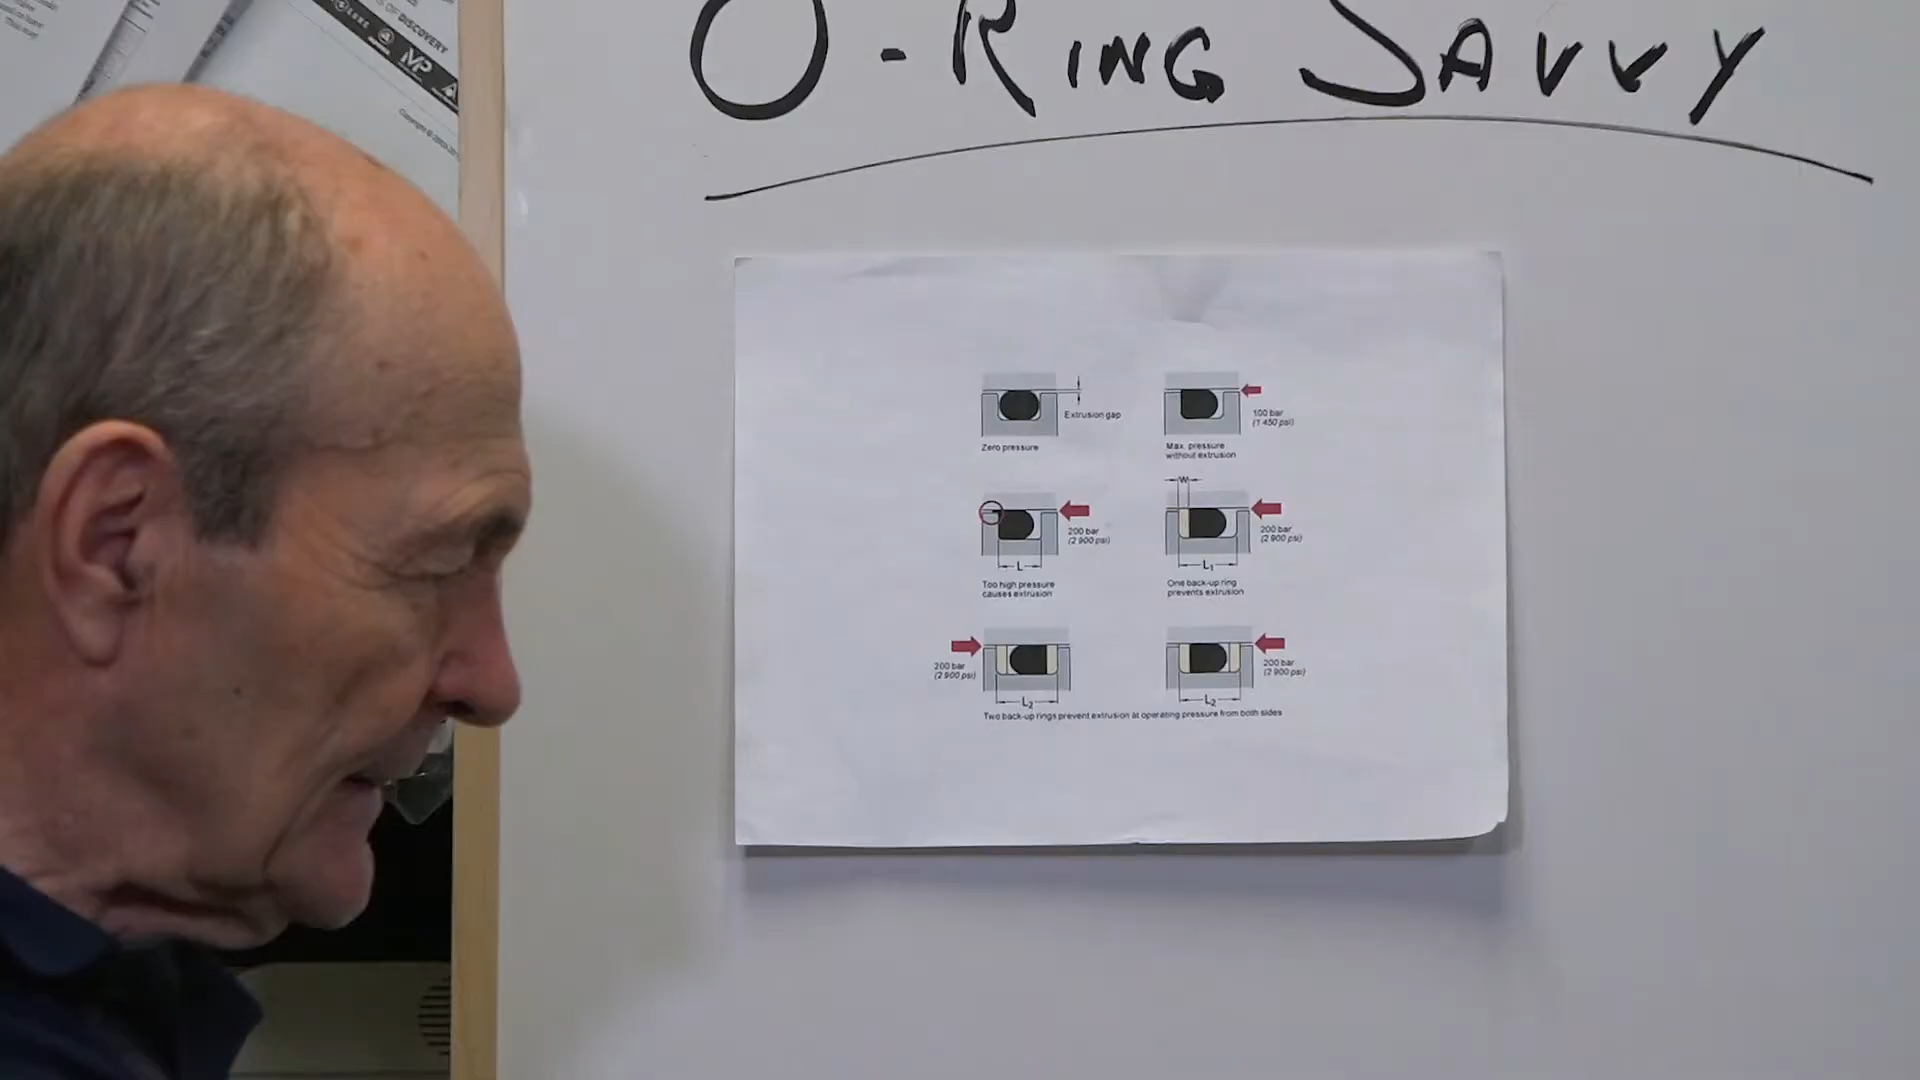 OF DISCOVERY
MP
O-RING SAVVY
Extrusion gap
Zero pressure
100 bar
(1 450 psi)
Max. pressure
without extrusion
200 bar
(2 900 psi)
L
Too high pressure
causes extrusion
W
200 bar
(2 900 psi)
L₁
One back-up ring
prevents extrusion
200 bar
(2 900 psi)
L₂
200 bar
(2 900 psi)
L₂
Two back-up rings prevent extrusion at operating pressure from both sides